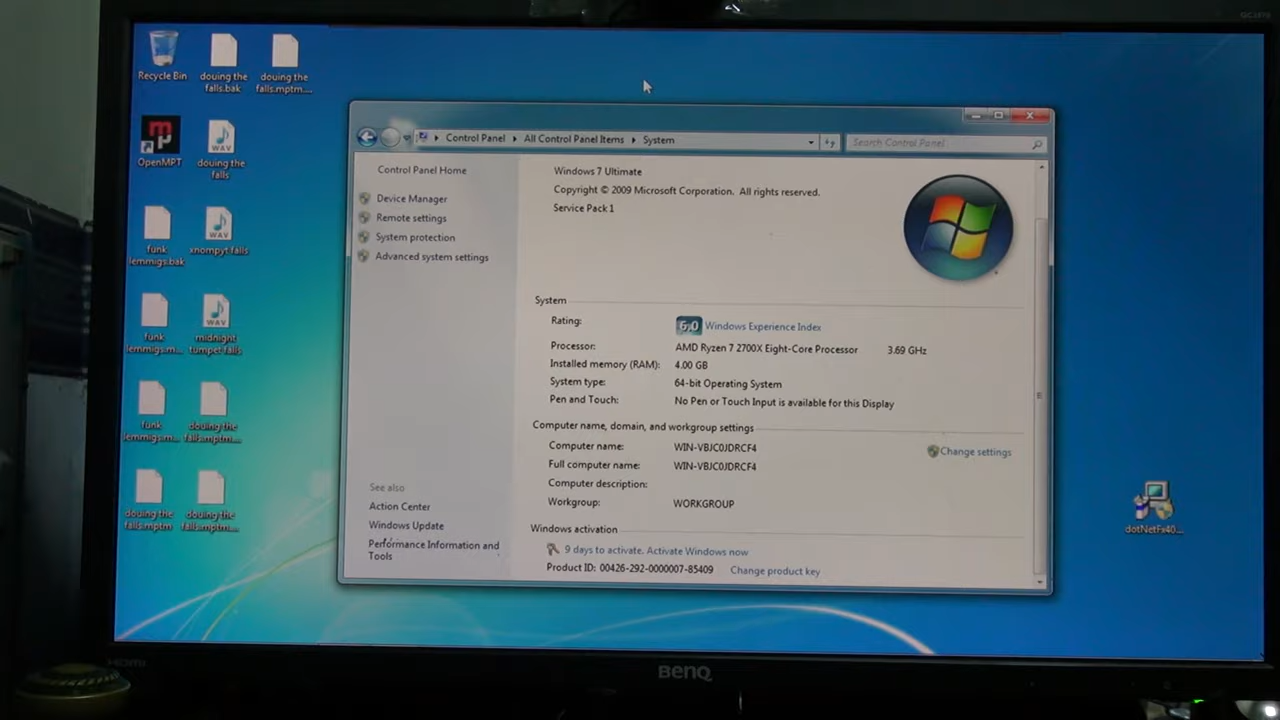 Recycle Bin
douing the
falls.bak
douing the
falls.mptm....
OpenMPT
WAV
douing the
falls
funk
lemmigs.bak
WAV
xnompyt falls
funk
lemmigs.m...
WAV
midnight
tumpet falls
funk
lemmigs.m...
douing the
falls.mptm...
douing the
falls.mptm
douing the
falls.mptm...
Control Panel
All Control Panel Items
System
Search Control Panel
Control Panel Home
Device Manager
Remote settings
System protection
Advanced system settings
See also
Action Center
Windows Update
Performance Information and
Tools
Windows 7 Ultimate
Copyright © 2009 Microsoft Corporation. All rights reserved.
Service Pack 1
System
Rating: 6,0 Windows Experience Index
Processor: AMD Ryzen 7 2700X Eight-Core Processor 3.69 GHz
Installed memory (RAM): 4.00 GB
System type: 64-bit Operating System
Pen and Touch: No Pen or Touch Input is available for this Display
Computer name, domain, and workgroup settings
Computer name: WIN-VBJC0JDRCF4
Change settings
Full computer name: WIN-VBJC0JDRCF4
Computer description:
Workgroup: WORKGROUP
Windows activation
9 days to activate. Activate Windows now
Product ID: 00426-292-0000007-85409 Change product key
dotNetFx40...
HDMI
BenQ